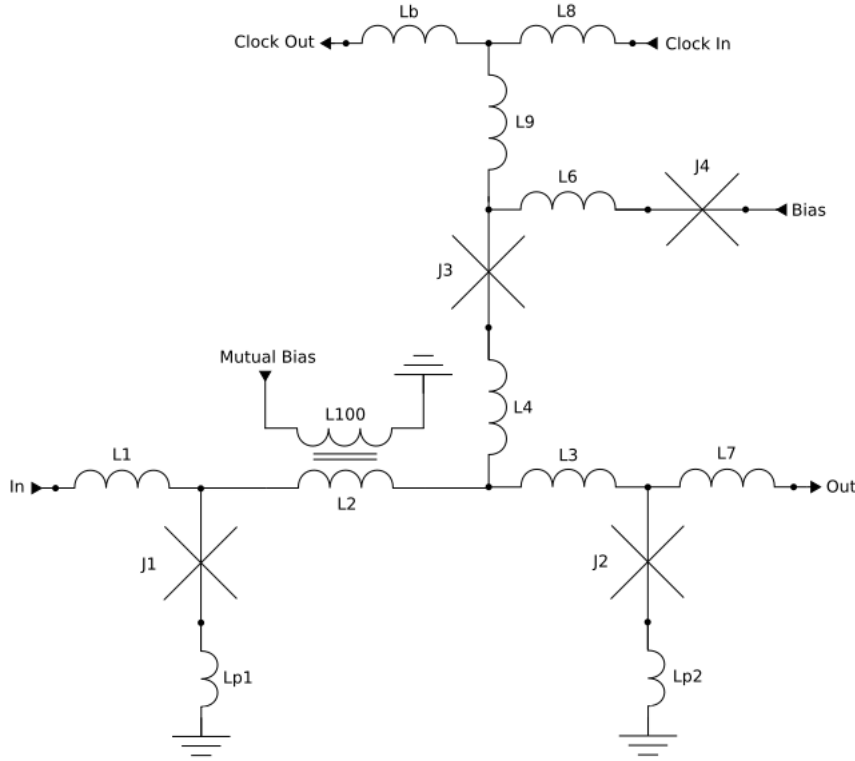 Lb
L8
Clock Out
Clock In
L9
J4
L6
Bias
J3
Mutual Bias
L100
L4
L1
L3
L7
In
L2
Out
J1
J2
Lp1
Lp2